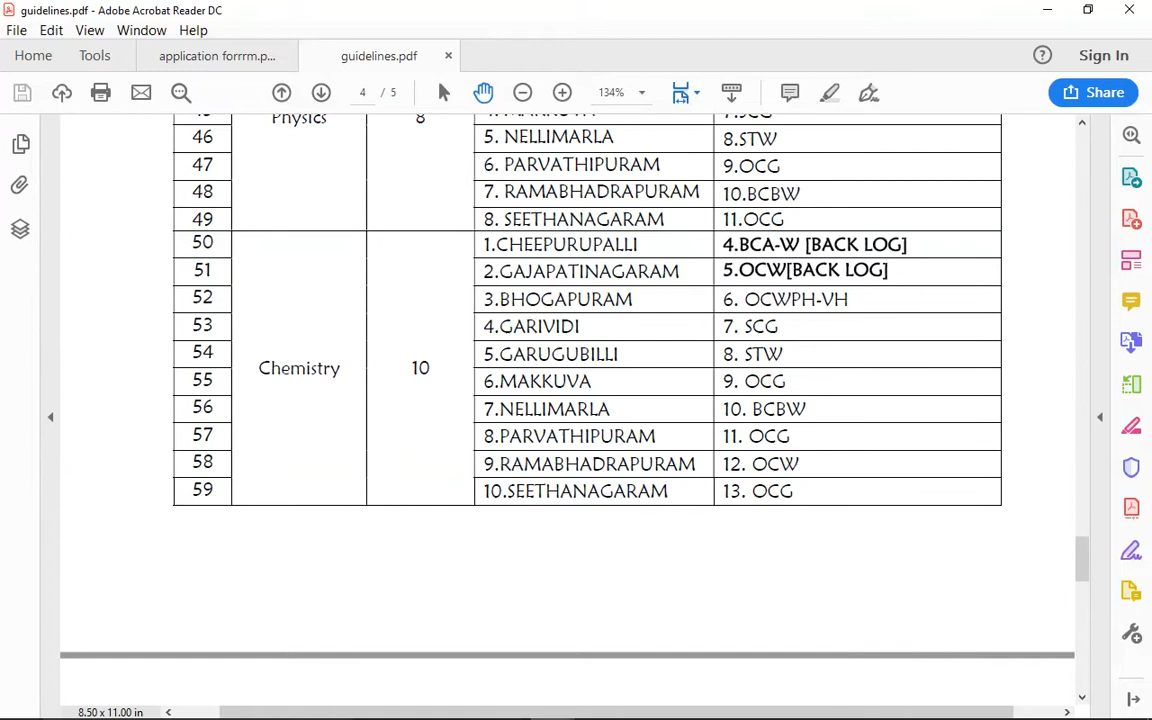 guidelines.pdf - Adobe Acrobat Reader DC
File Edit View Window Help
Home Tools application forrrm.p... guidelines.pdf × Sign In
4 / 5 134% Share
Physics 8
46 5. NELLIMARLA 8.STW
47 6. PARVATHIPURAM 9.OCG
48 7. RAMABHADRAPURAM 10.BCBW
49 8. SEETHANAGARAM 11.OCG
50 1.CHEEPURUPALLI 4.BCA-W [BACK LOG]
51 2.GAJAPATINAGARAM 5.OCW[BACK LOG]
52 3.BHOGAPURAM 6. OCWPH-VH
53 4.GARIVIDI 7. SCG
54 5.GARUGUBILLI 8. STW
Chemistry 10
55 6.MAKKUVA 9. OCG
56 7.NELLIMARLA 10. BCBW
57 8.PARVATHIPURAM 11. OCG
58 9.RAMABHADRAPURAM 12. OCW
59 10.SEETHANAGARAM 13. OCG
8.50 x 11.00 in